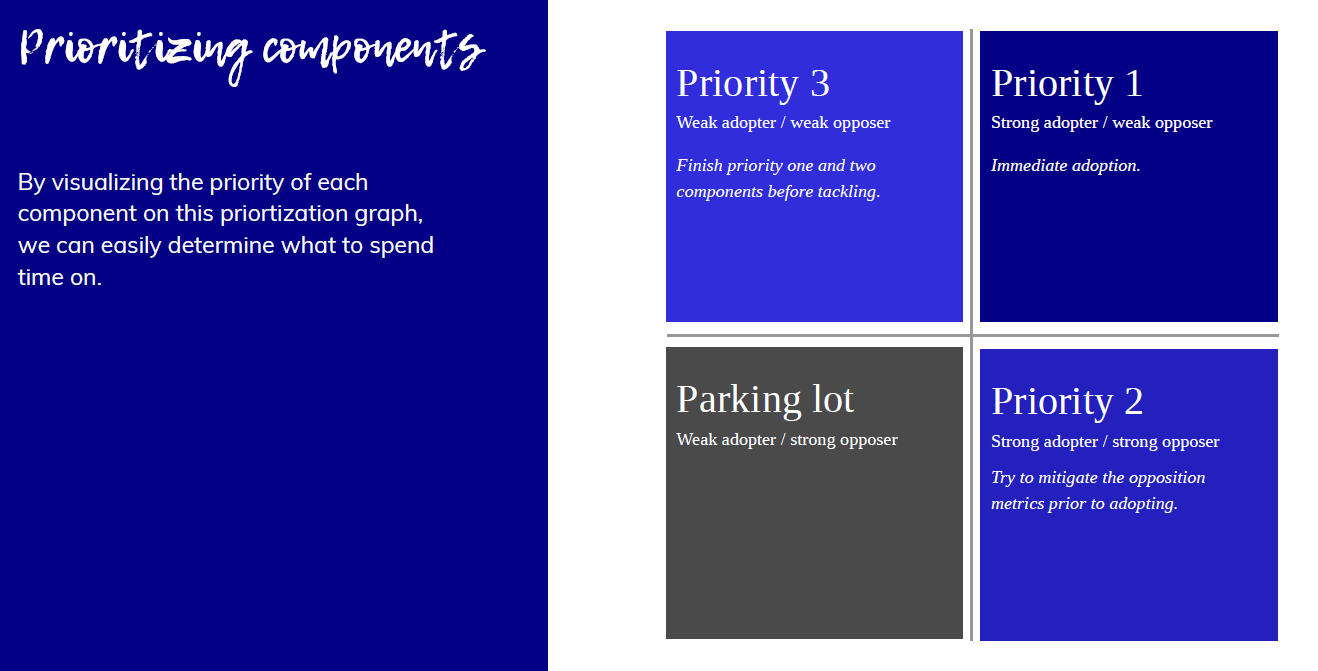 Prioritizing components
By visualizing the priority of each
component on this priortization graph,
we can easily determine what to spend
time on.
Priority 3
Weak adopter / weak opposer
Finish priority one and two
components before tackling.
Priority 1
Strong adopter / weak opposer
Immediate adoption.
Parking lot
Weak adopter / strong opposer
Priority 2
Strong adopter / strong opposer
Try to mitigate the opposition
metrics prior to adopting.